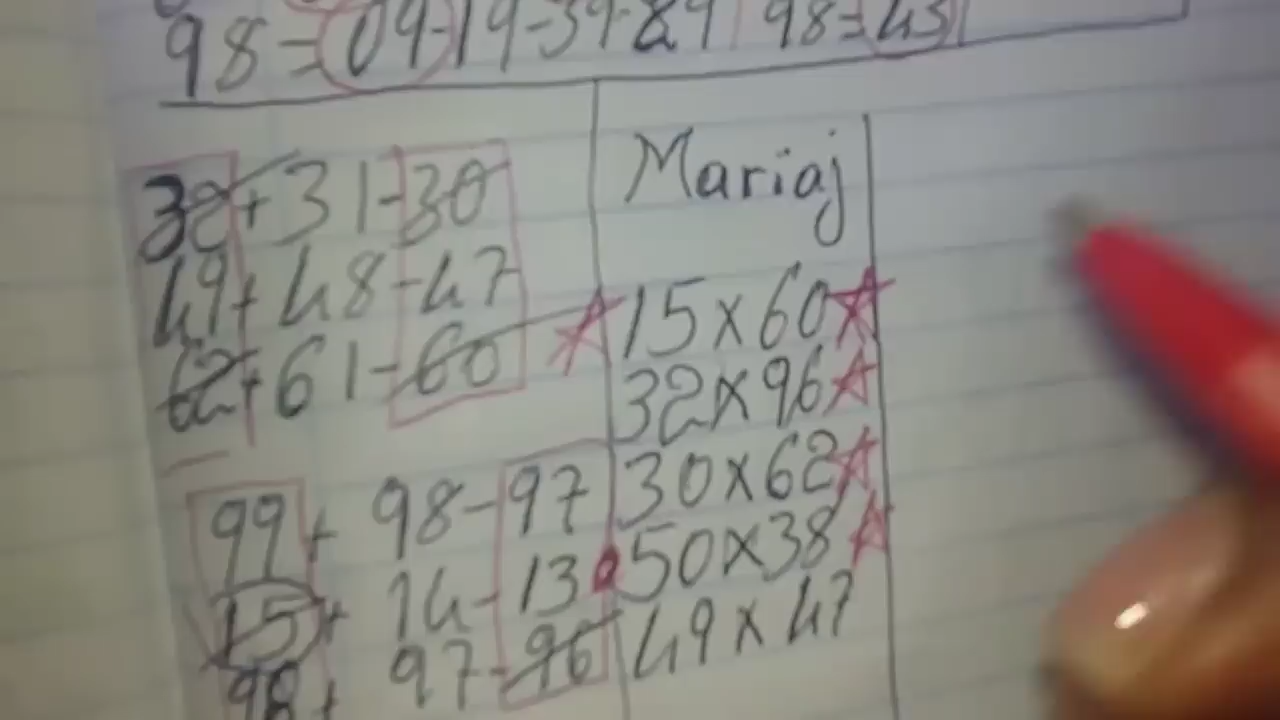 98=09-19-39-89 98=43
32+31-30
49+48-47
62+61-60
99+98-97
15+14-13
98+97-96
Mariaj
15x60
32x96
30x62
50x38
49x47